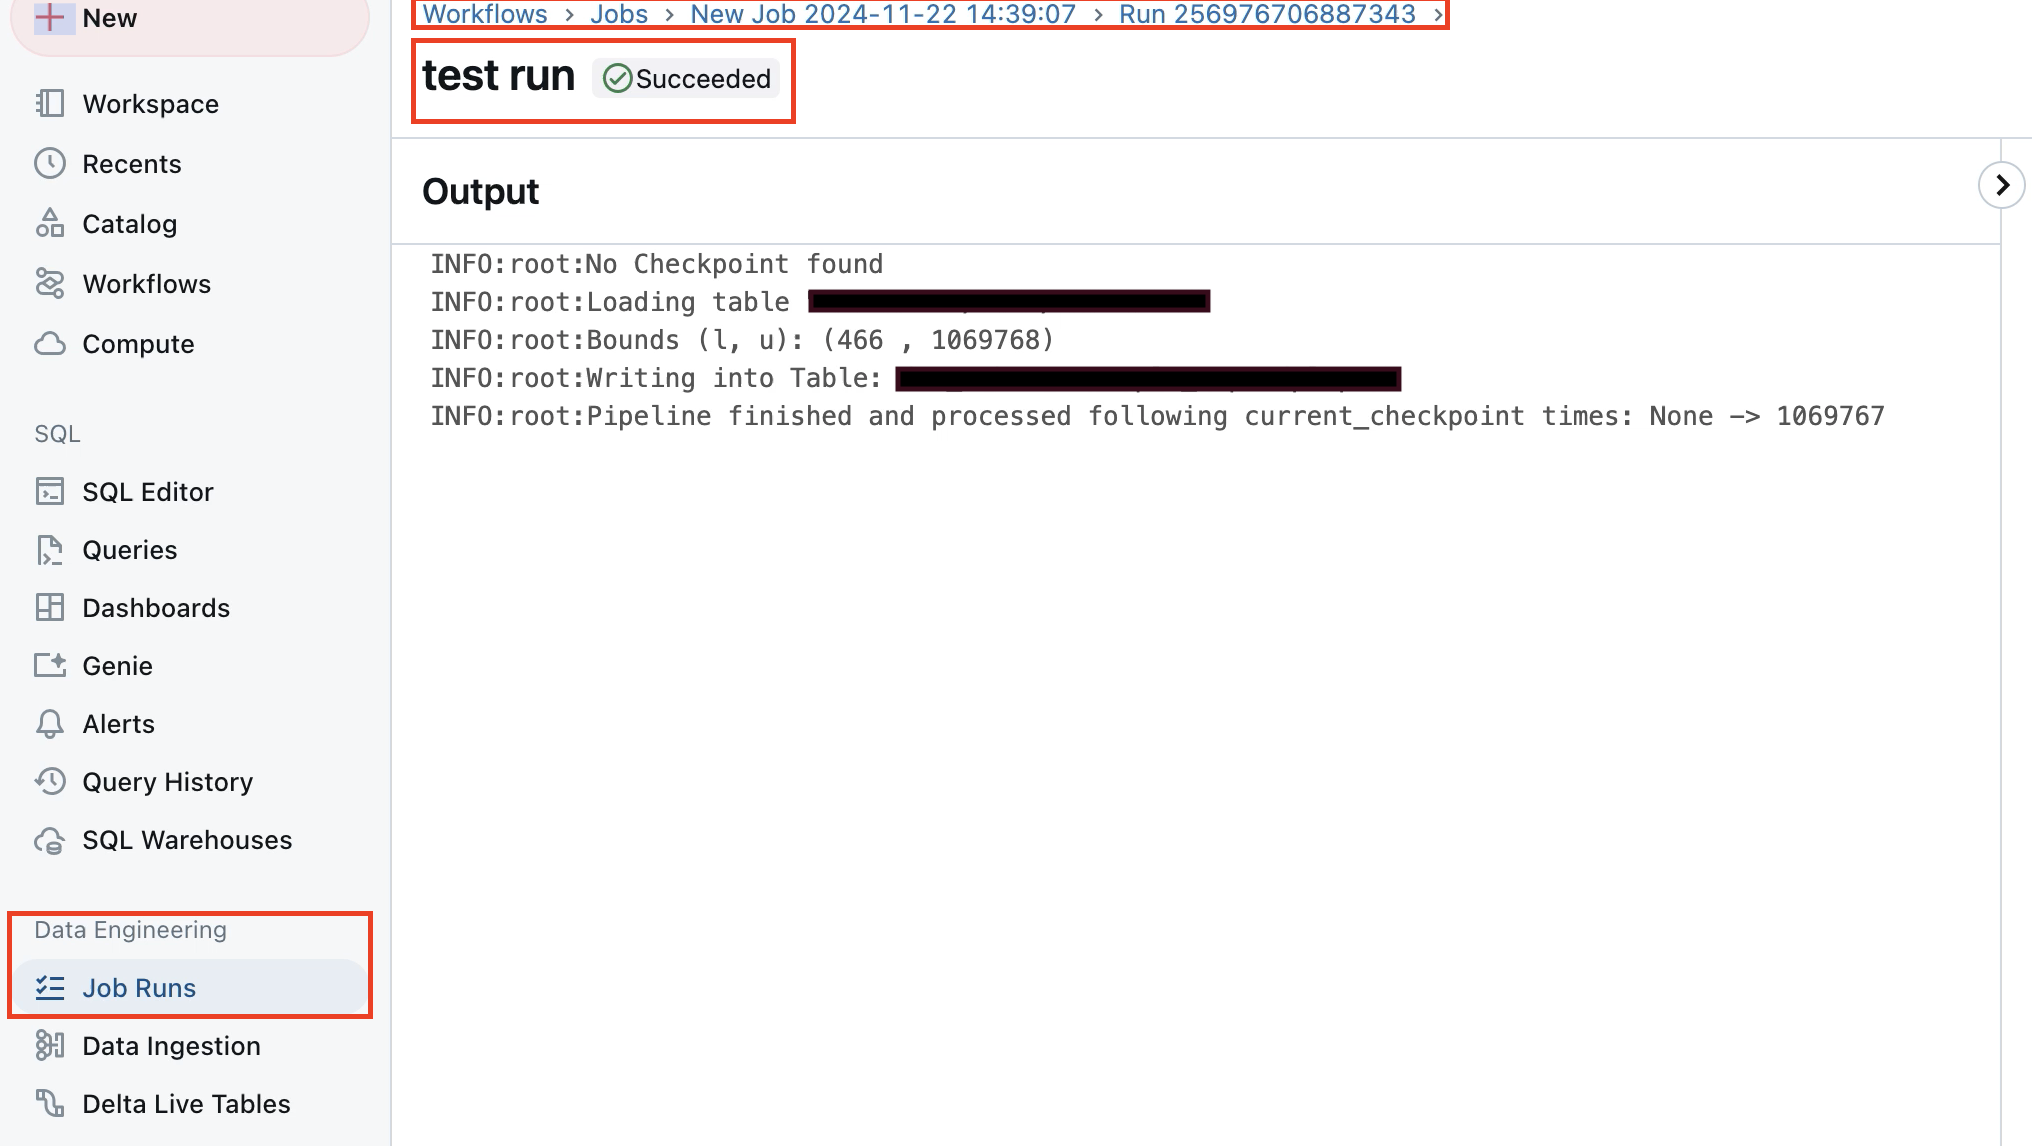 New
Workspace
Recents
Catalog
Workflows
Compute
SQL
SQL Editor
Queries
Dashboards
Genie
Alerts
Query History
SQL Warehouses
Data Engineering
Job Runs
Data Ingestion
Delta Live Tables
Workflows > Jobs > New Job 2024-11-22 14:39:07 > Run 256976706887343 >
test run Succeeded
Output
INFO:root:No Checkpoint found
INFO:root:Loading table
INFO:root:Bounds (l, u): (466 , 1069768)
INFO:root:Writing into Table:
INFO:root:Pipeline finished and processed following current_checkpoint times: None -> 1069767